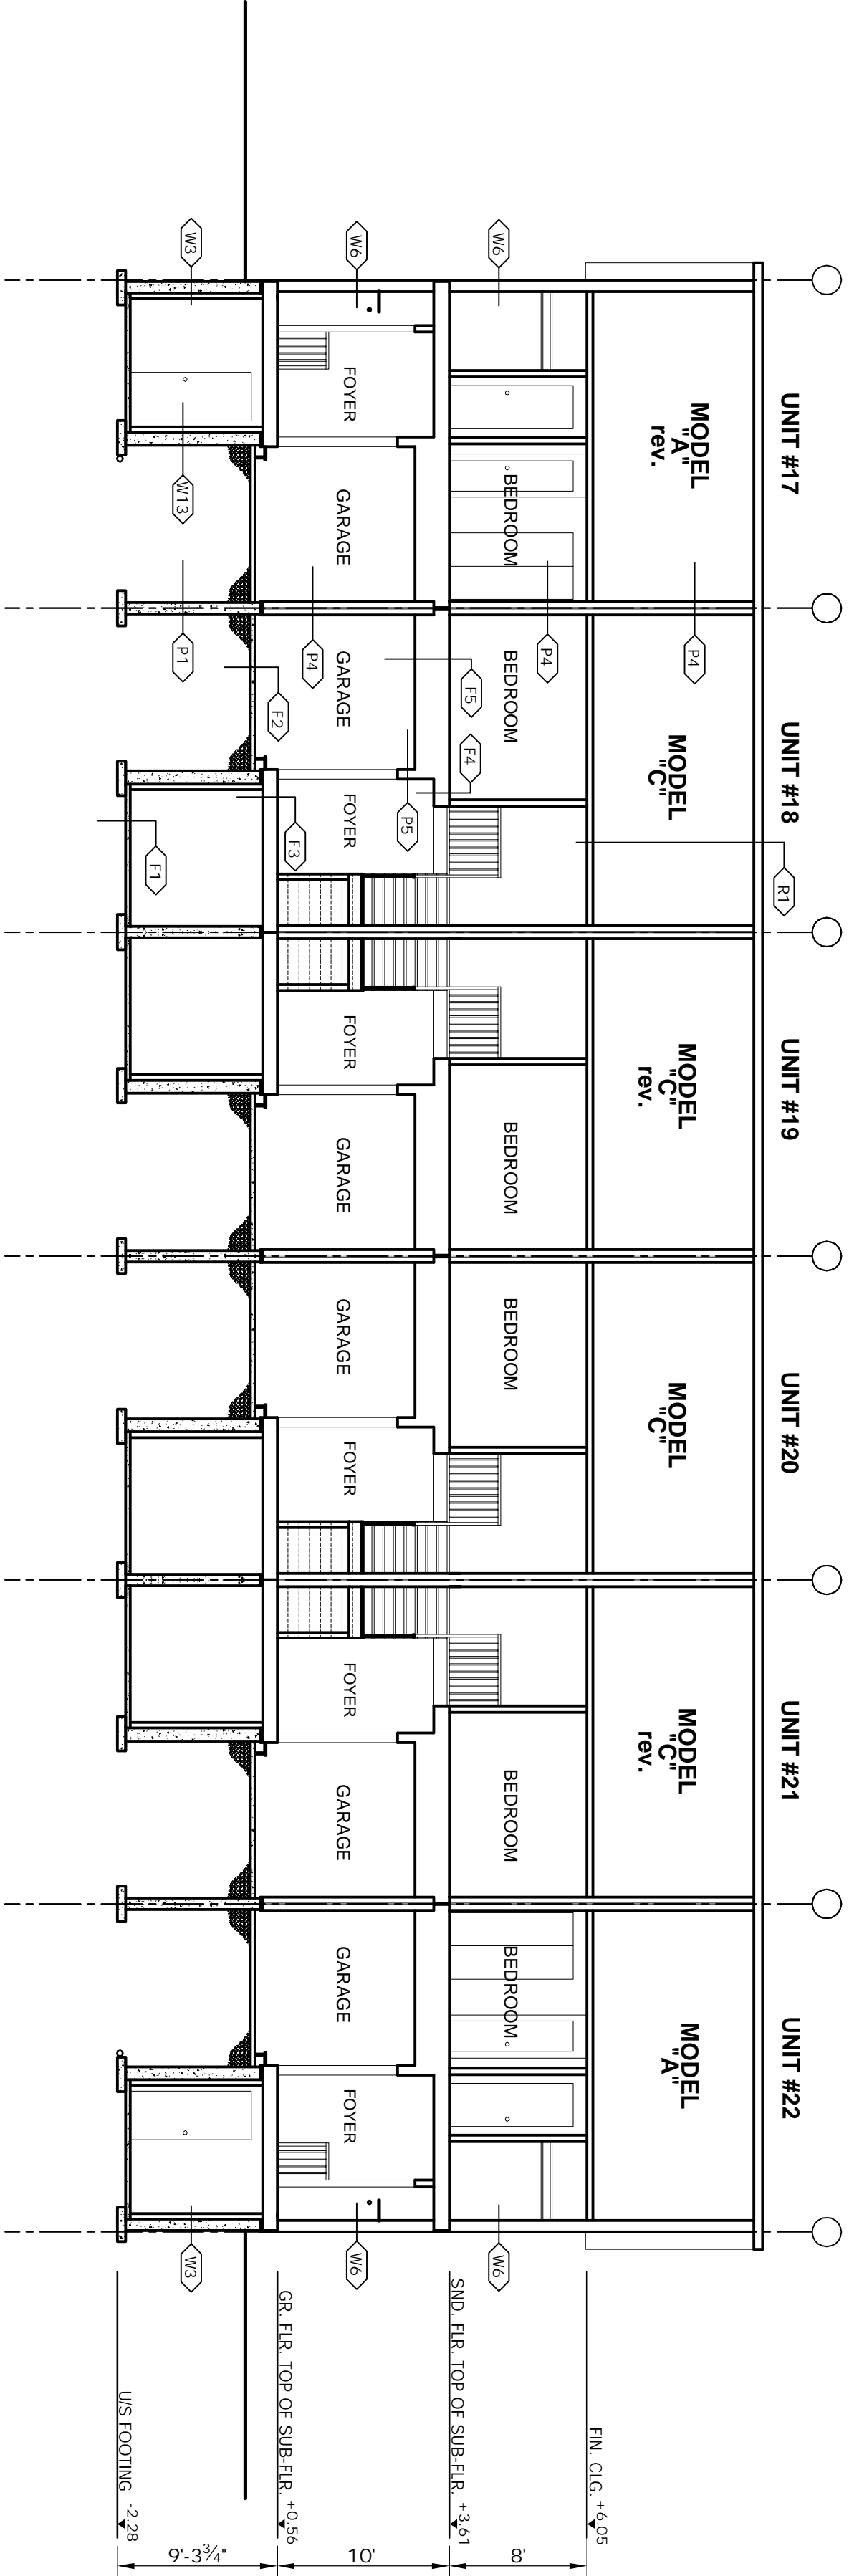 UNIT #17
UNIT #18
UNIT #19
UNIT #20
UNIT #21
UNIT #22
MODEL
"A"
rev.
MODEL
"C"
MODEL
"C"
rev.
MODEL
"C"
MODEL
"C"
rev.
MODEL
"A"
P4
R1
FIN. CLG. +6.05
W6
BEDROOM
P4
BEDROOM
BEDROOM
BEDROOM
BEDROOM
BEDROOM
W6
8'
SND. FLR. TOP OF SUB-FLR. +3.61
F5
F4
P5
W6
FOYER
GARAGE
P4
GARAGE
FOYER
FOYER
GARAGE
GARAGE
FOYER
FOYER
GARAGE
GARAGE
FOYER
W6
10'
GR. FLR. TOP OF SUB-FLR. +0.56
F2
F3
W3
W13
P1
F1
W3
9'-3¾"
U/S FOOTING -2.28